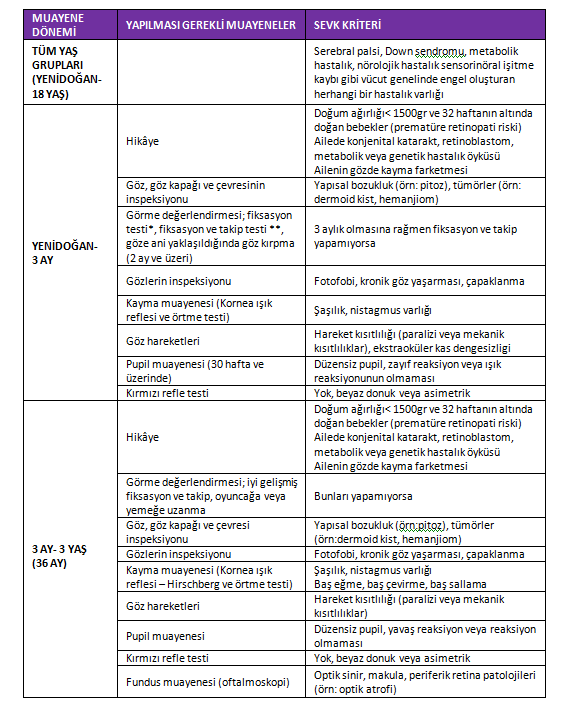 MUAYENE DÖNEMİ
YAPILMASI GEREKLİ MUAYENELER
SEVK KRİTERİ
TÜM YAŞ
GRUPLARI
(YENİDOĞAN-
18 YAŞ)
Serebral palsi, Down sendromu, metabolik
hastalık, nörolojik hastalık sensorinöral işitme
kaybı gibi vücut genelinde engel oluşturan
herhangi bir hastalık varlığı
YENİDOĞAN-
3 AY
Hikâye
Doğum ağırlığı< 1500gr ve 32 haftanın altında
doğan bebekler (prematüre retinopati riski)
Ailede konjenital katarakt, retinoblastom,
metabolik veya genetik hastalık öyküsü
Ailenin gözde kayma farketmesi
Göz, göz kapağı ve çevresinin
inspeksiyonu
Yapısal bozukluk (örn: pitoz), tümörler (örn:
dermoid kist, hemanjiom)
Görme değerlendirmesi; fiksasyon
testi*, fiksasyon ve takip testi **,
göze ani yaklaşıldığında göz kırpma
(2 ay ve üzeri)
3 aylık olmasına rağmen fiksasyon ve takip
yapamıyorsa
Gözlerin inspeksiyonu
Fotofobi, kronik göz yaşarması, çapaklanma
Kayma muayenesi (Kornea ışık
reflesi ve örtme testi)
Şaşılık, nistagmus varlığı
Göz hareketleri
Hareket kısıtlılığı (paralizi veya mekanik
kısıtlılıklar), ekstraoküler kas dengesizligi
Pupil muayenesi (30 hafta ve
üzerinde)
Düzensiz pupil, zayıf reaksiyon veya ışık
reaksiyonunun olmaması
Kırmızı refle testi
Yok, beyaz donuk veya asimetrik
3 AY- 3 YAŞ
(36 AY)
Hikâye
Doğum ağırlığı< 1500gr ve 32 haftanın altında
doğan bebekler (prematüre retinopati riski)
Ailede konjenital katarakt, retinoblastom,
metabolik veya genetik hastalık öyküsü
Ailenin gözde kayma farketmesi
Görme değerlendirmesi; iyi gelişmiş
fiksasyon ve takip, oyuncağa veya
yemeğe uzanma
Bunları yapamıyorsa
Göz, göz kapağı ve çevresi
inspeksiyonu
Yapısal bozukluk (örn:pitoz), tümörler
(örn:dermoid kist, hemanjiom)
Gözlerin inspeksiyonu
Fotofobi, kronik göz yaşarması, çapaklanma
Kayma muayenesi (Kornea ışık
reflesi – Hirschberg ve örtme testi)
Şaşılık, nistagmus varlığı
Baş eğme, baş çevirme, baş sallama
Göz hareketleri
Hareket kısıtlılığı (paralizi veya mekanik
kısıtlılıklar)
Pupil muayenesi
Düzensiz pupil, yavaş reaksiyon veya reaksiyon
olmaması
Kırmızı refle testi
Yok, beyaz donuk veya asimetrik
Fundus muayenesi (oftalmoskopi)
Optik sinir, makula, periferik retina patolojileri
(örn: optik atrofi)